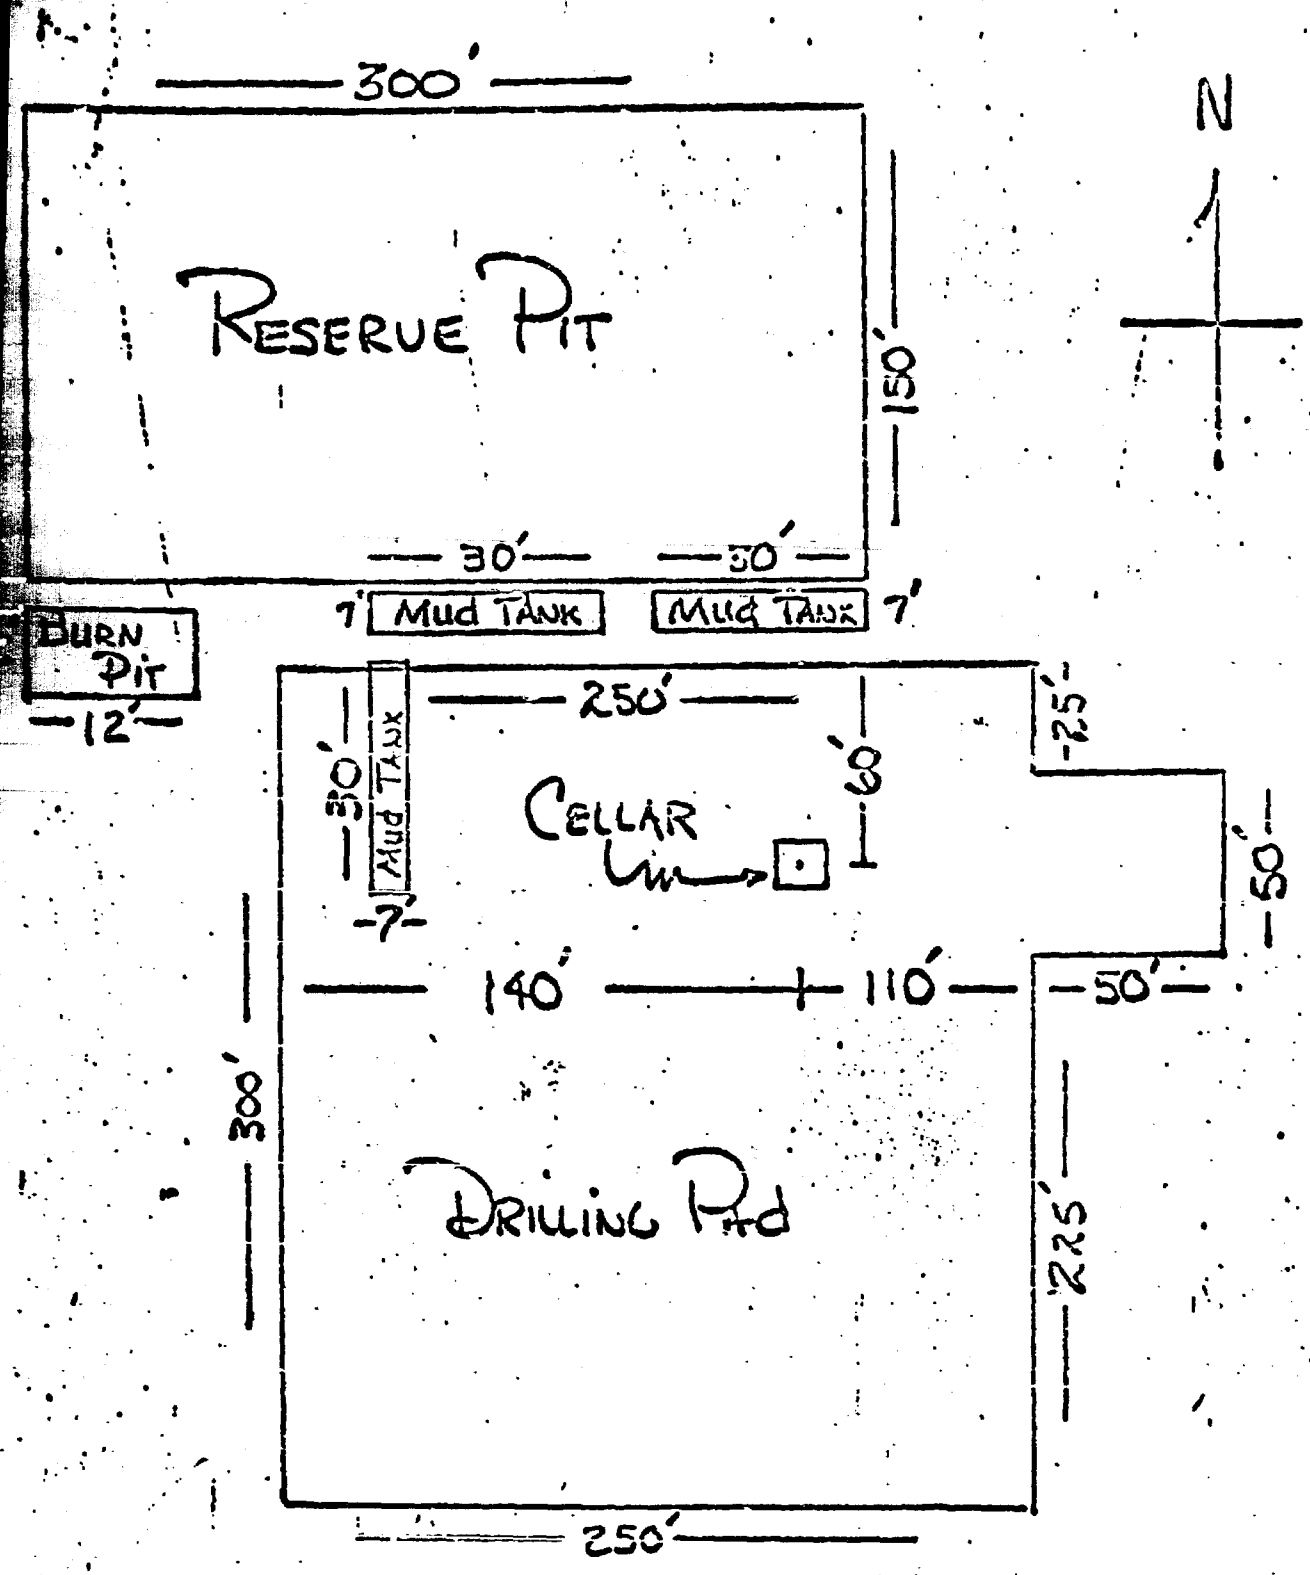 300'
N
RESERVE PIT
150'
30'
30'
7'
Mud TANK
Mud TANK
7'
BURN
PIT
12'
250'
25'
30'
Mud TANK
60'
CELLAR
50'
7'
140'
110'
50'
300'
DRILLING PAd
225'
250'